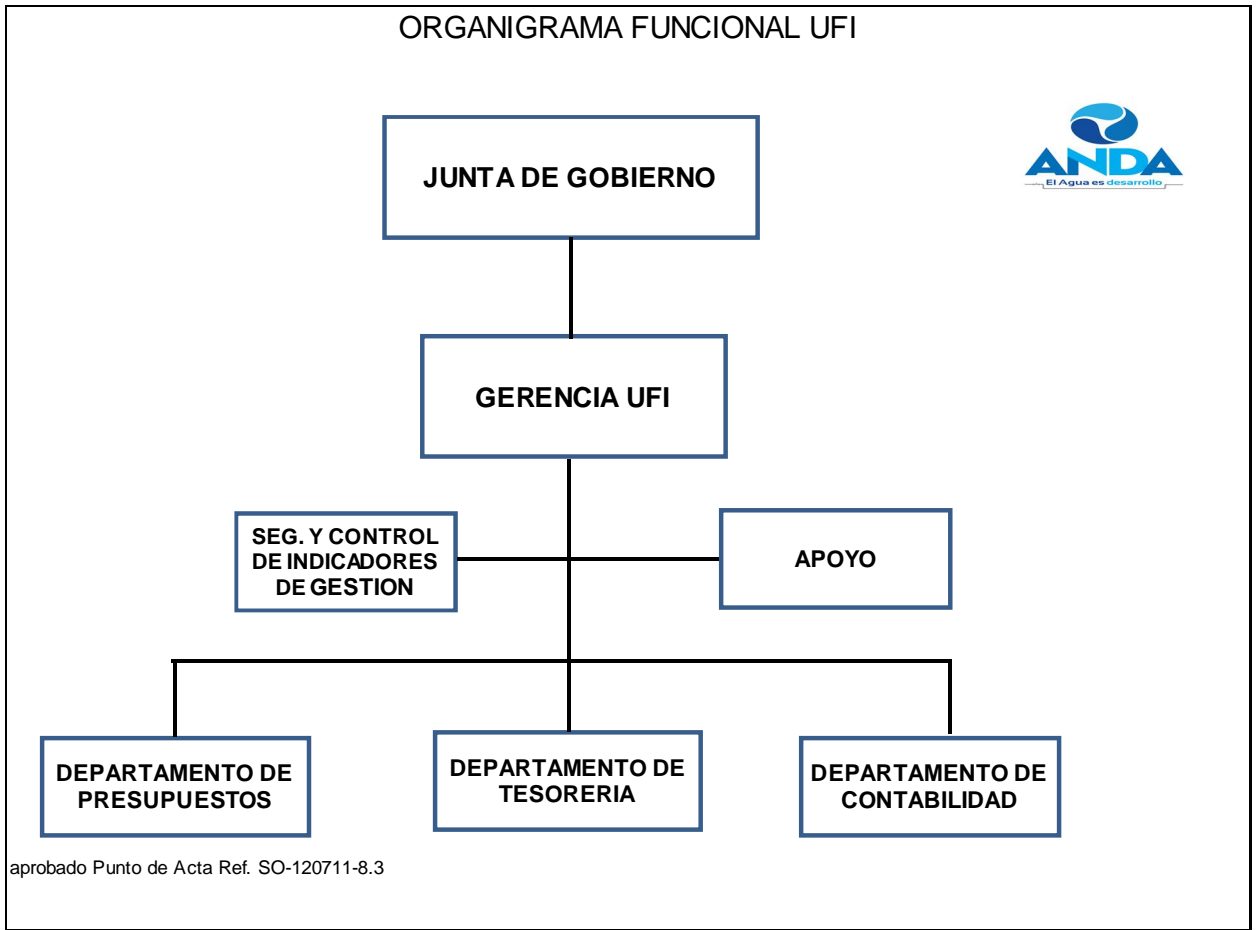 ORGANIGRAMA FUNCIONAL UFI
ANDA
El Agua es desarrollo
JUNTA DE GOBIERNO
GERENCIA UFI
SEG. Y CONTROL
DE INDICADORES
DE GESTION
APOYO
DEPARTAMENTO DE
PRESUPUESTOS
DEPARTAMENTO DE
TESORERIA
DEPARTAMENTO DE
CONTABILIDAD
aprobado Punto de Acta Ref. SO-120711-8.3